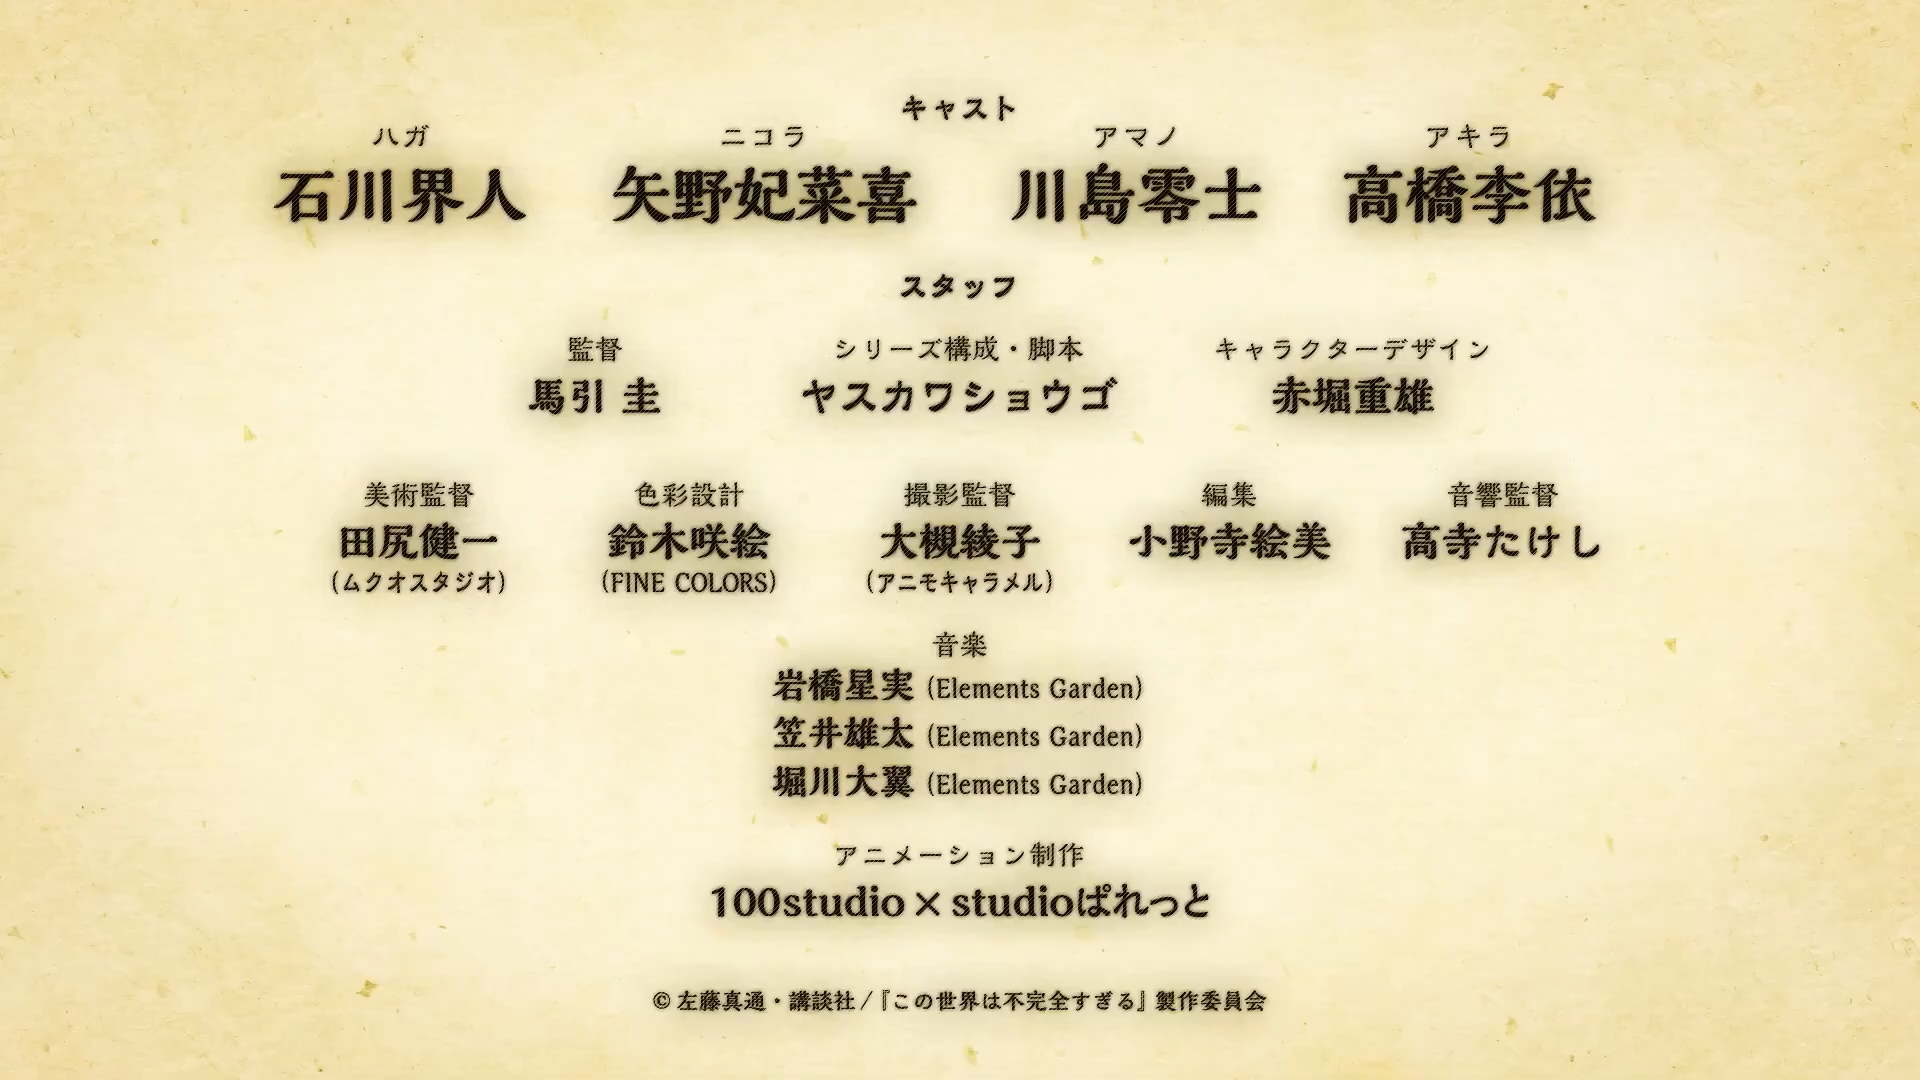 キャスト
ハガ ニコラ アマノ アキラ
石川界人 矢野妃菜喜 川島零士 高橋李依
スタッフ
監督 シリーズ構成・脚本 キャラクターデザイン
馬引 圭 ヤスカワショウゴ 赤堀重雄
美術監督 色彩設計 撮影監督 編集 音響監督
田尻健一 鈴木咲絵 大槻綾子 小野寺絵美 高寺たけし
(ムクオスタジオ) (FINE COLORS) (アニモキャラメル)
音楽
岩橋星実 (Elements Garden)
笠井雄太 (Elements Garden)
堀川大翼 (Elements Garden)
アニメーション制作
100studio×studioぱれっと
© 左藤真通・講談社/『この世界は不完全すぎる』製作委員会